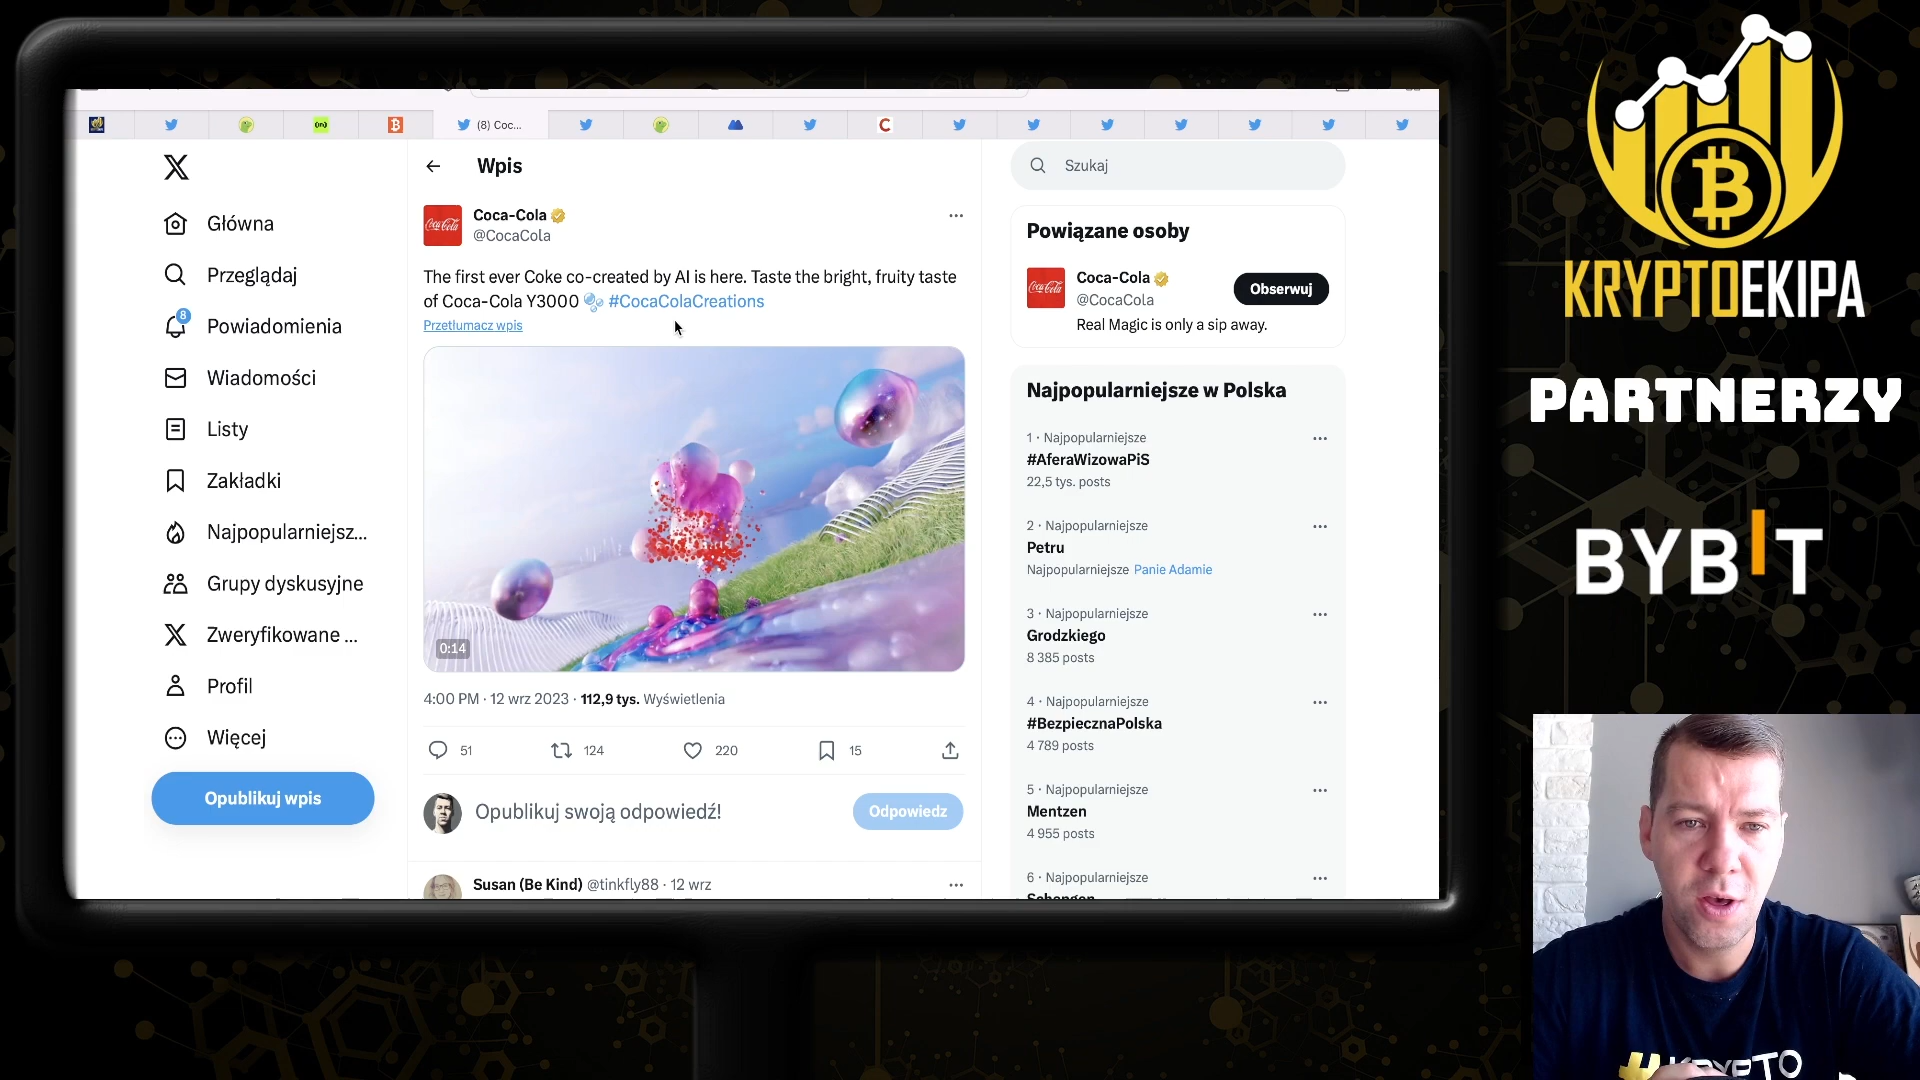 (8) Coc...
Wpis
Szukaj
Główna
Przeglądaj
8
Powiadomienia
Wiadomości
Listy
Zakładki
Najpopularniejsz...
Grupy dyskusyjne
Zweryfikowane ...
Profil
Więcej
Opublikuj wpis
Coca-Cola
@CocaCola
The first ever Coke co-created by AI is here. Taste the bright, fruity taste
of Coca-Cola Y3000 #CocaColaCreations
Przetłumacz wpis
0:14
4:00 PM · 12 wrz 2023 · 112,9 tys. Wyświetlenia
51
124
220
15
Opublikuj swoją odpowiedź!
Odpowiedz
Susan (Be Kind) @tinkfly88 · 12 wrz
Powiązane osoby
Coca-Cola
@CocaCola
Obserwuj
Real Magic is only a sip away.
Najpopularniejsze w Polska
1 · Najpopularniejsze
#AferaWizowaPiS
22,5 tys. posts
2 · Najpopularniejsze
Petru
Najpopularniejsze Panie Adamie
3 · Najpopularniejsze
Grodzkiego
8 385 posts
4 · Najpopularniejsze
#BezpiecznaPolska
4 789 posts
5 · Najpopularniejsze
Mentzen
4 955 posts
6 · Najpopularniejsze
KRYPTOEKIPA
PARTNERZY
BYBIT
#KRYPTO